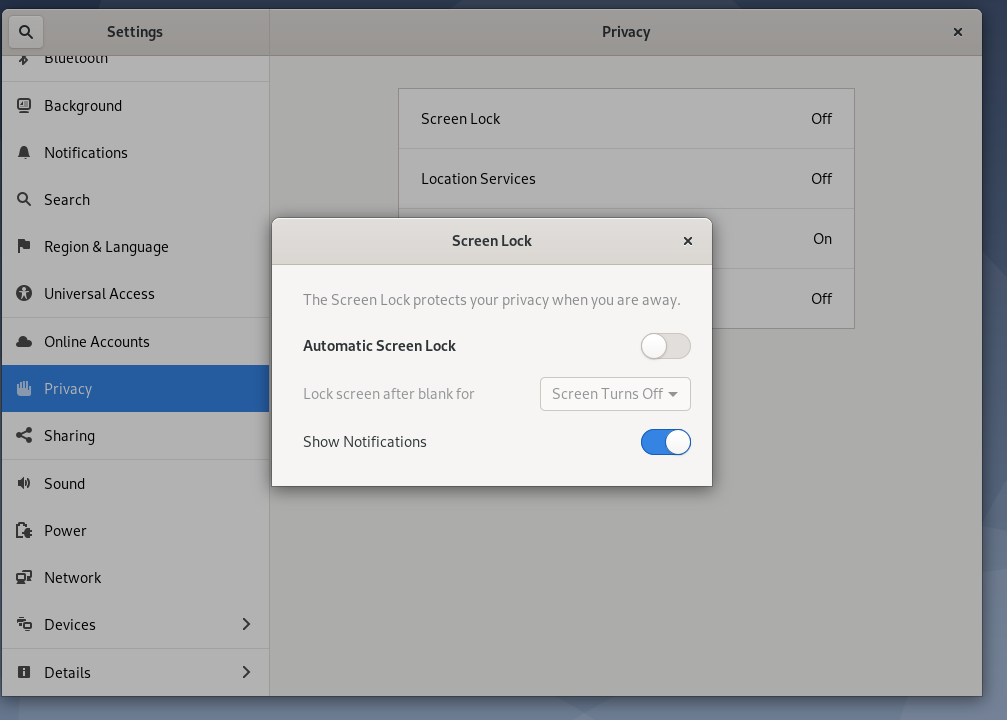 Settings
Privacy
Bluetooth
Background
Notifications
Search
Region & Language
Universal Access
Online Accounts
Privacy
Sharing
Sound
Power
Network
Devices
Details
Screen Lock Off
Location Services Off
On
Off
Screen Lock
The Screen Lock protects your privacy when you are away.
Automatic Screen Lock
Lock screen after blank for Screen Turns Off
Show Notifications